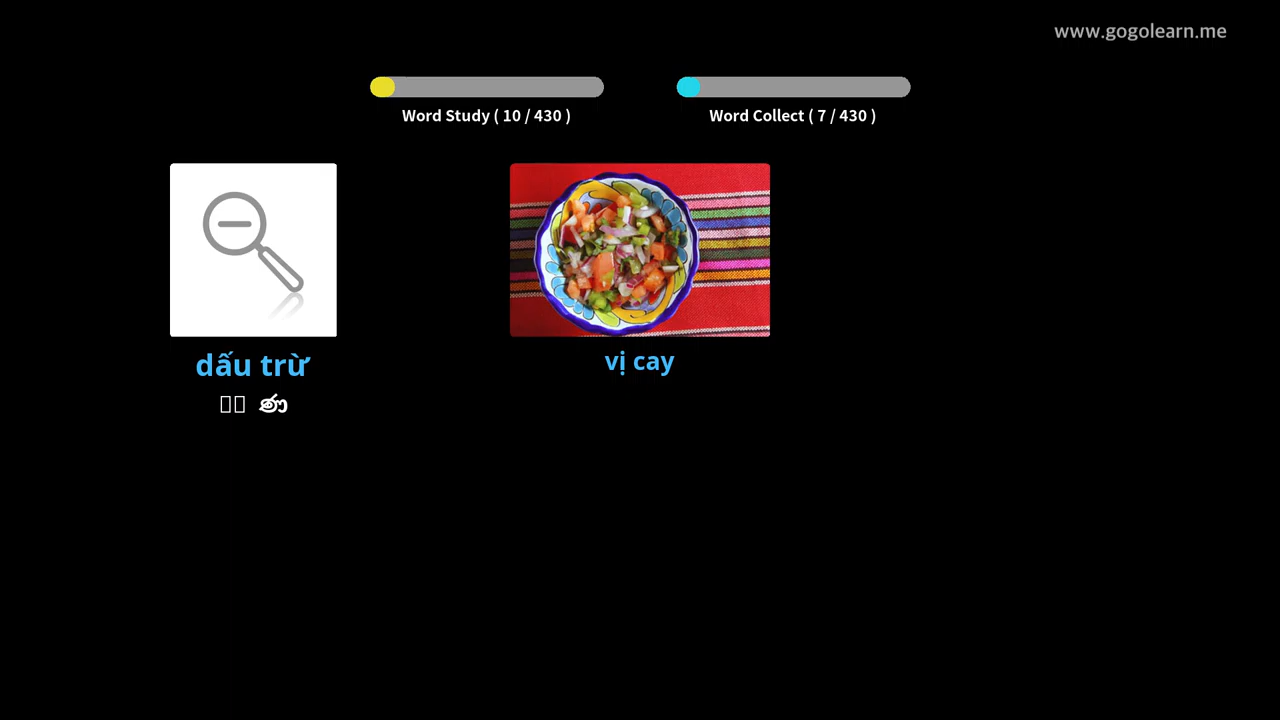 www.gogolearn.me
Word Study ( 10 / 430 )
Word Collect ( 7 / 430 )
dấu trừ
vị cay